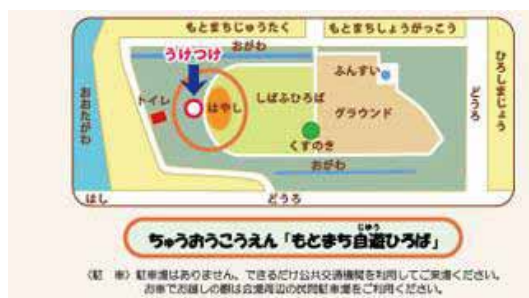 もとまちじゅうたく
もとまちしょうがっこう
おがわ
うけつけ
ふんすい
ひろしまじょう
おおたがわ
トイレ
はやし
しばふひろば
グラウンド
どうろ
くすのき
おがわ
はし
どうろ
じゆう
ちゅうおうこうえん「もとまち自遊ひろば」
〈駐 車〉駐車場はありません。できるだけ公共交通機関を利用してご来場ください。
お車でお越しの際は会場周辺の民間駐車場をご利用ください。